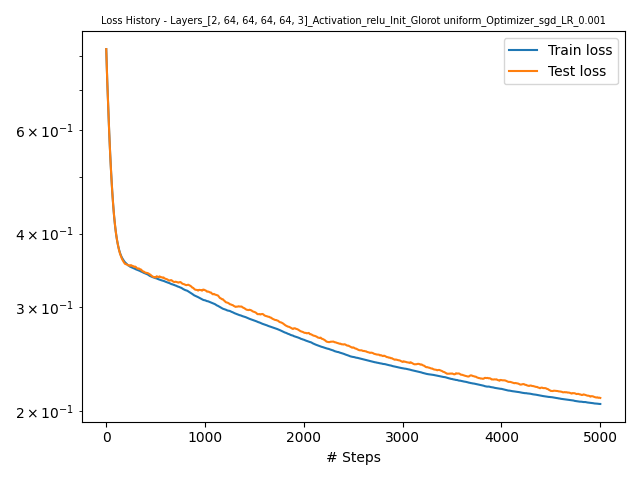 Loss History - Layers_[2, 64, 64, 64, 64, 3]_Activation_relu_Init_Glorot uniform_Optimizer_sgd_LR_0.001
Train loss
Test loss
6 × 10⁻¹
4 × 10⁻¹
3 × 10⁻¹
2 × 10⁻¹
0 1000 2000 3000 4000 5000
# Steps